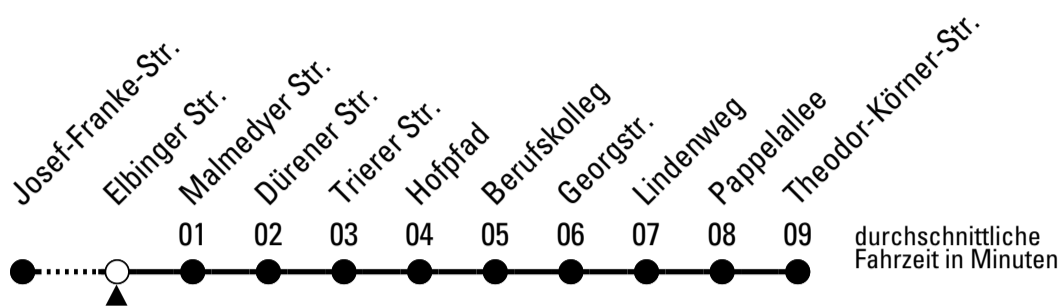 Josef-Franke-Str.
Elbinger Str.
Malmedyer Str.
Dürener Str.
Trierer Str.
Hofpfad
Berufskolleg
Georgstr.
Lindenweg
Pappelallee
Theodor-Körner-Str.
01 02 03 04 05 06 07 08 09
durchschnittliche
Fahrzeit in Minuten